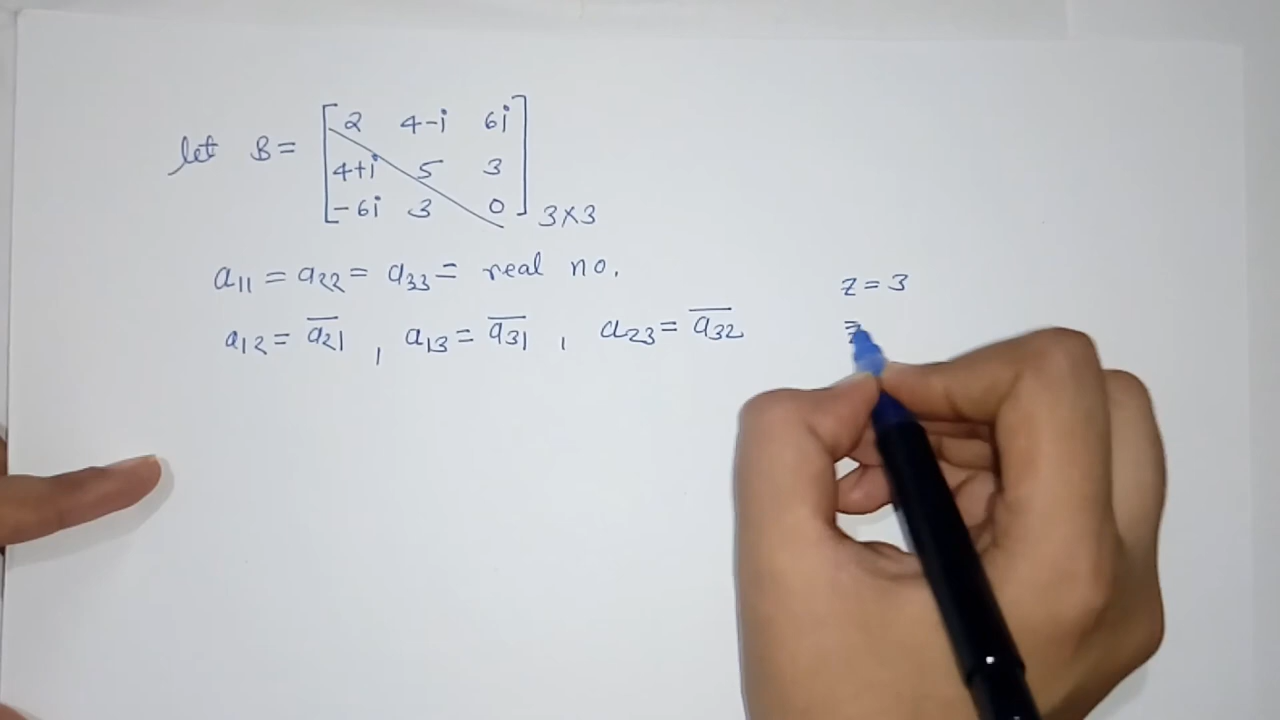 let B = [ 2 4-i 6i
4+i 5 3
-6i 3 0 ] 3×3
a₁₁ = a₂₂ = a₃₃ = real no.
z = 3
a₁₂ = a̅₂₁ , a₁₃ = a̅₃₁ , a₂₃ = a̅₃₂
z̅